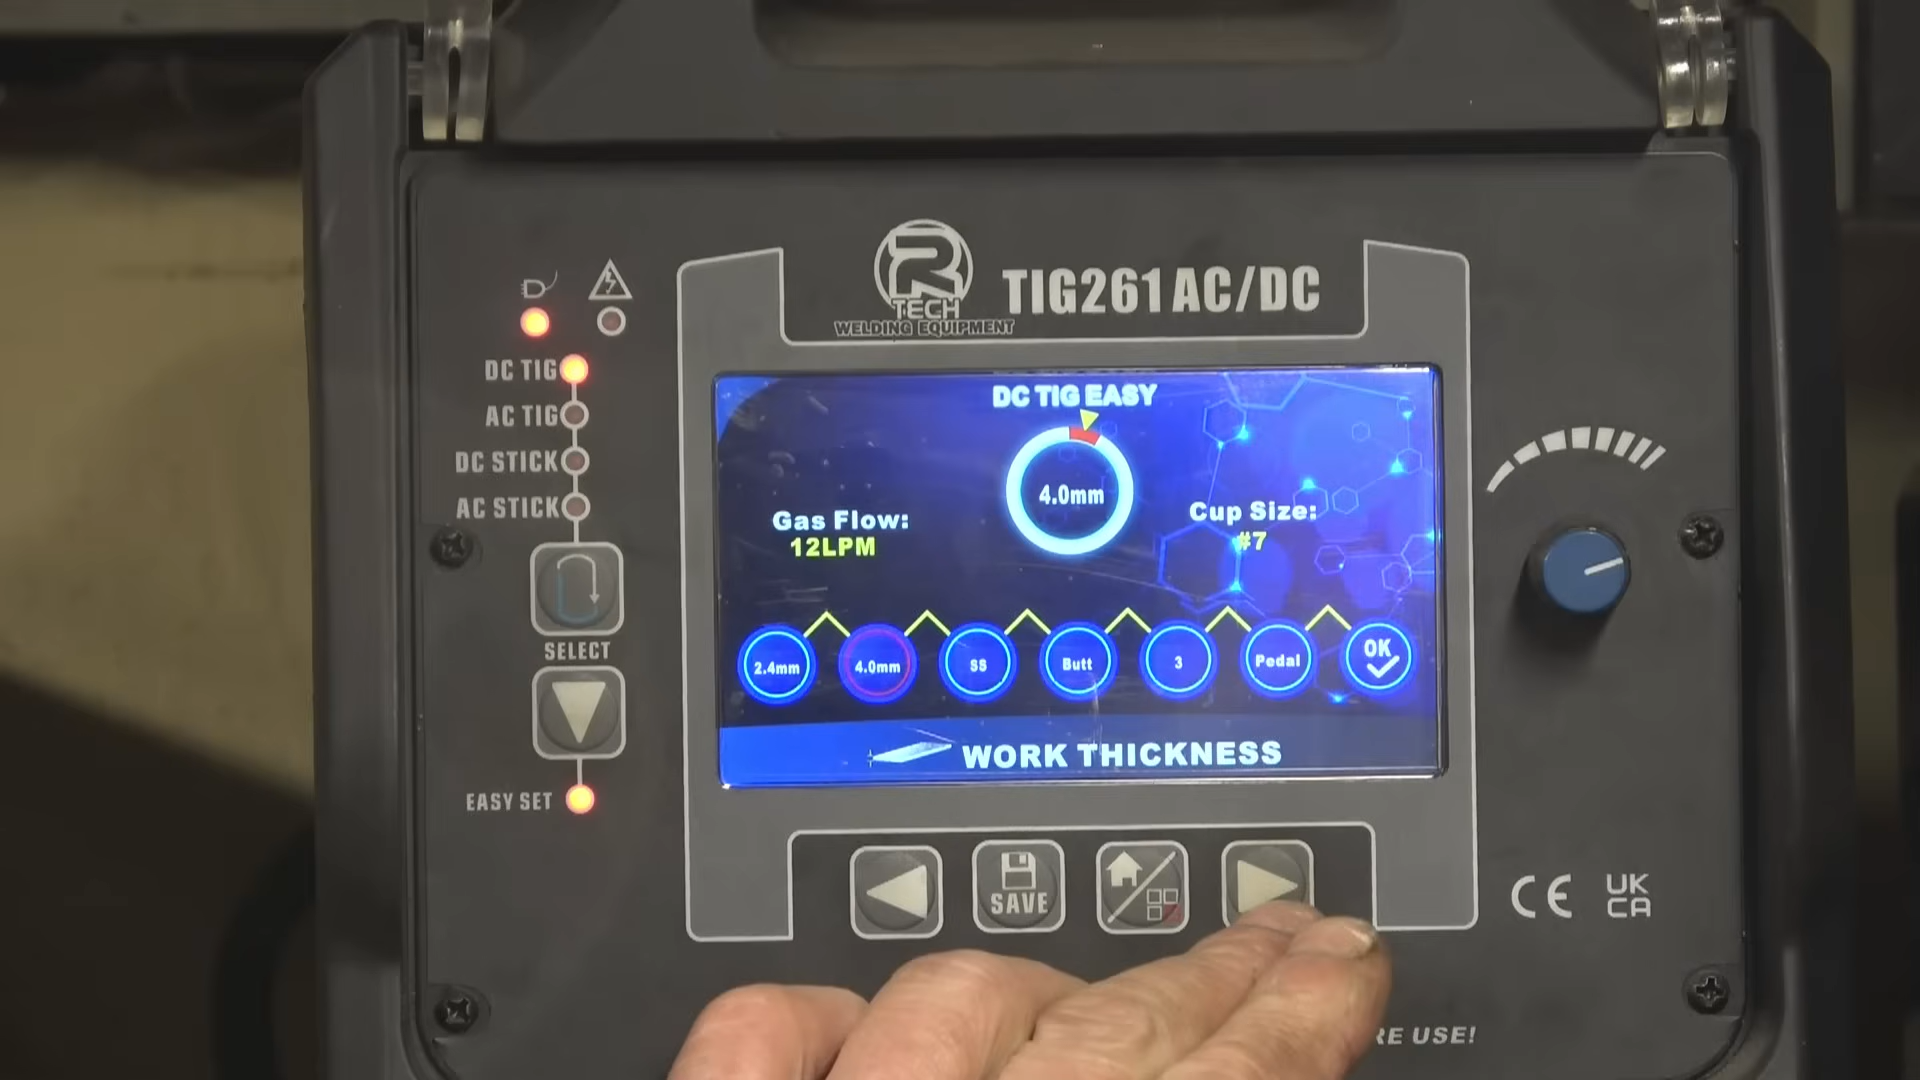 R
TECH
WELDING EQUIPMENT
TIG261 AC/DC
DC TIG
AC TIG
DC STICK
AC STICK
SELECT
EASY SET
DC TIG EASY
4.0mm
Gas Flow:
12LPM
Cup Size:
#7
2.4mm
4.0mm
SS
Butt
3
Pedal
OK
WORK THICKNESS
SAVE
CE
UK
CA
USE!